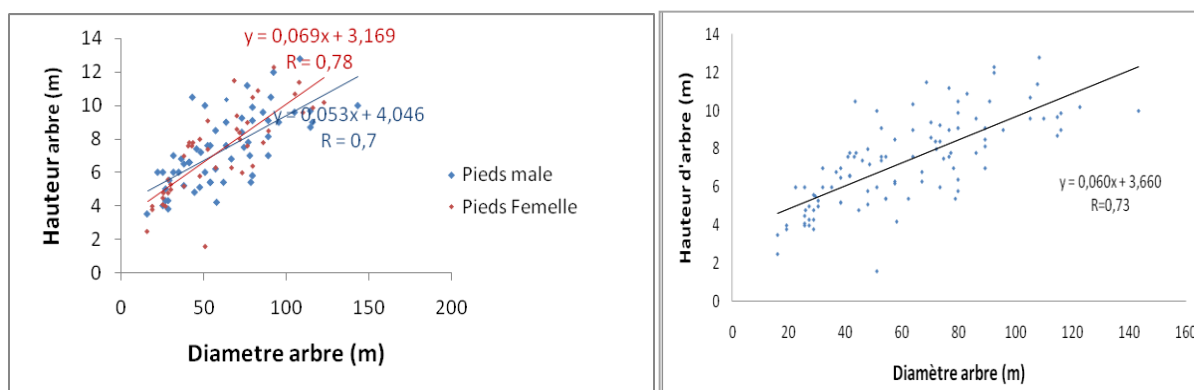 y = 0,069x + 3,169
R = 0,78
y = 0,053x + 4,046
R = 0,7
Hauteur arbre (m)
14
12
10
8
6
4
2
0
0 50 100 150 200
Diametre arbre (m)
Pieds male
Pieds Femelle
Hauteur d'arbre (m)
14
12
10
8
6
4
2
0
y = 0,060x + 3,660
R=0,73
0 20 40 60 80 100 120 140 160
Diamètre arbre (m)